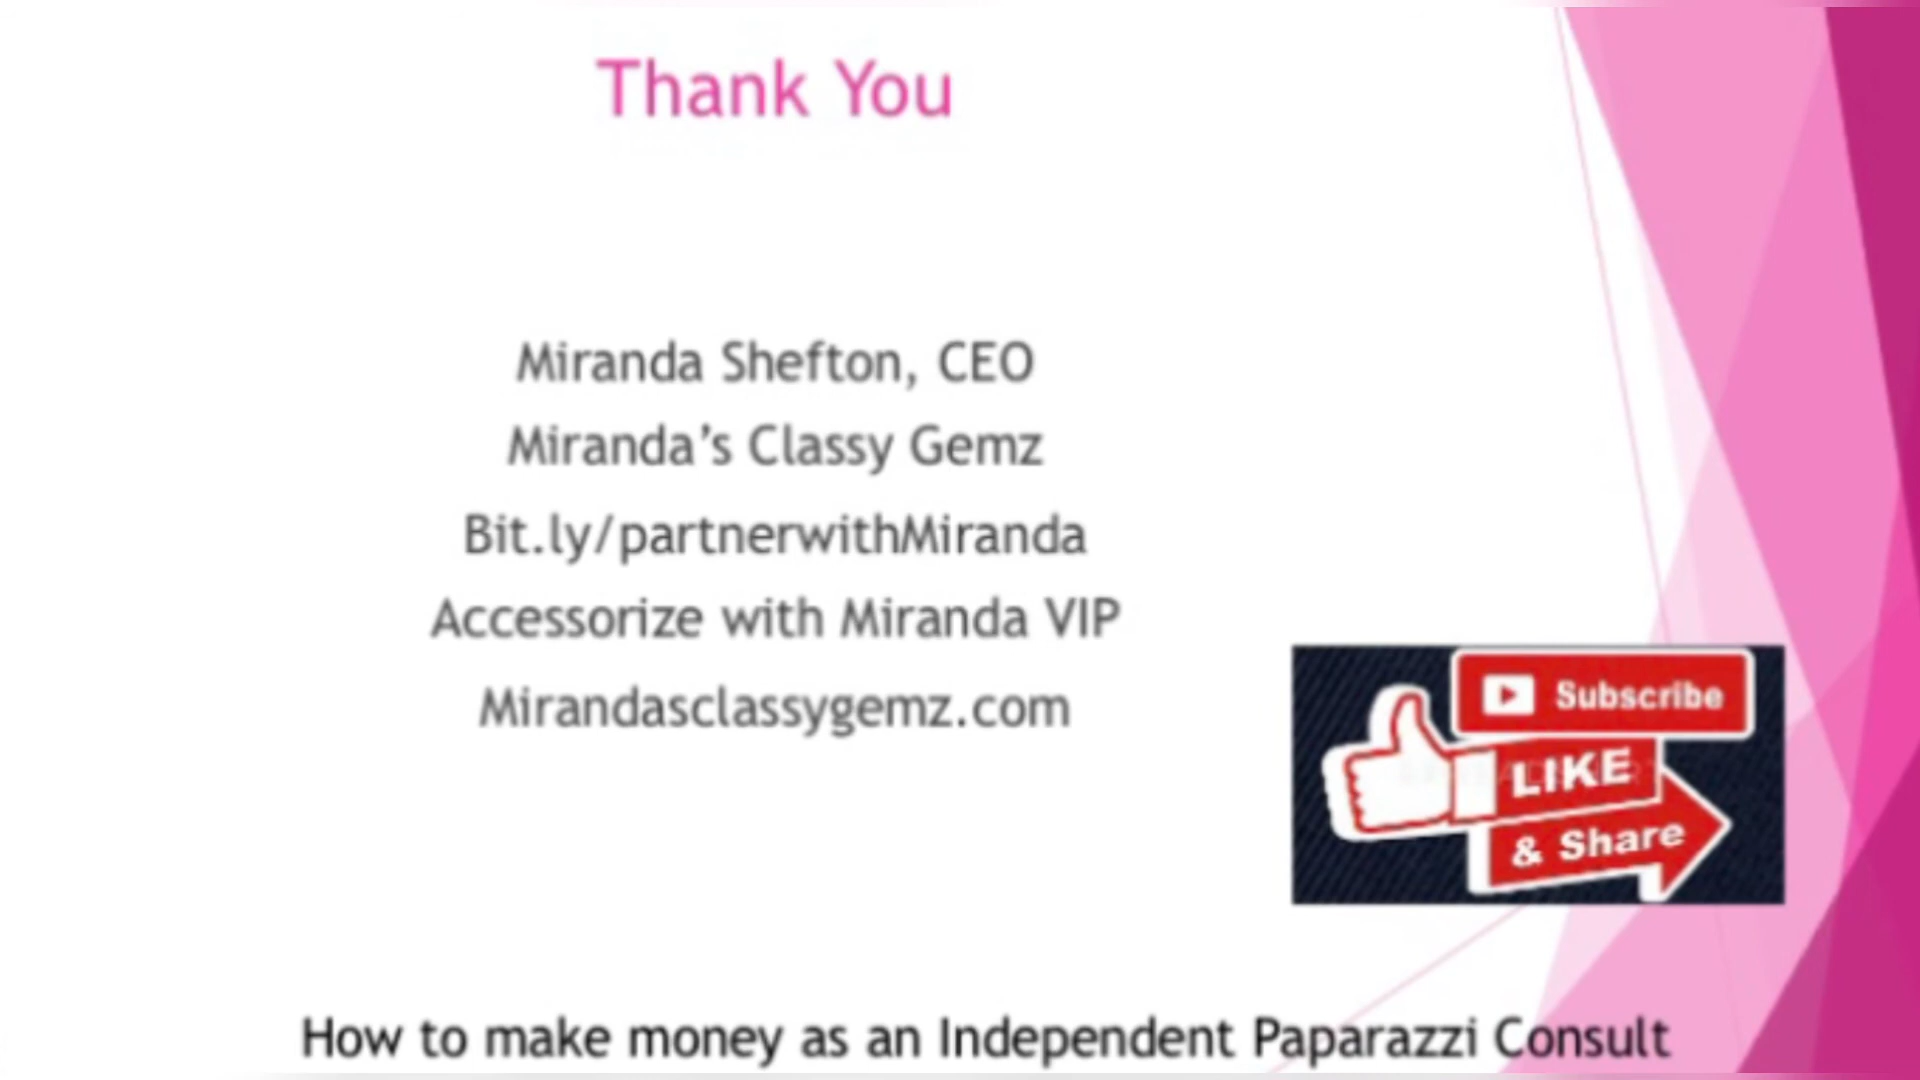 Thank You
Miranda Shefton, CEO
Miranda’s Classy Gemz
Bit.ly/partnerwithMiranda
Accessorize with Miranda VIP
Mirandasclassygemz.com
Subscribe
LIKE
& Share
How to make money as an Independent Paparazzi Consult